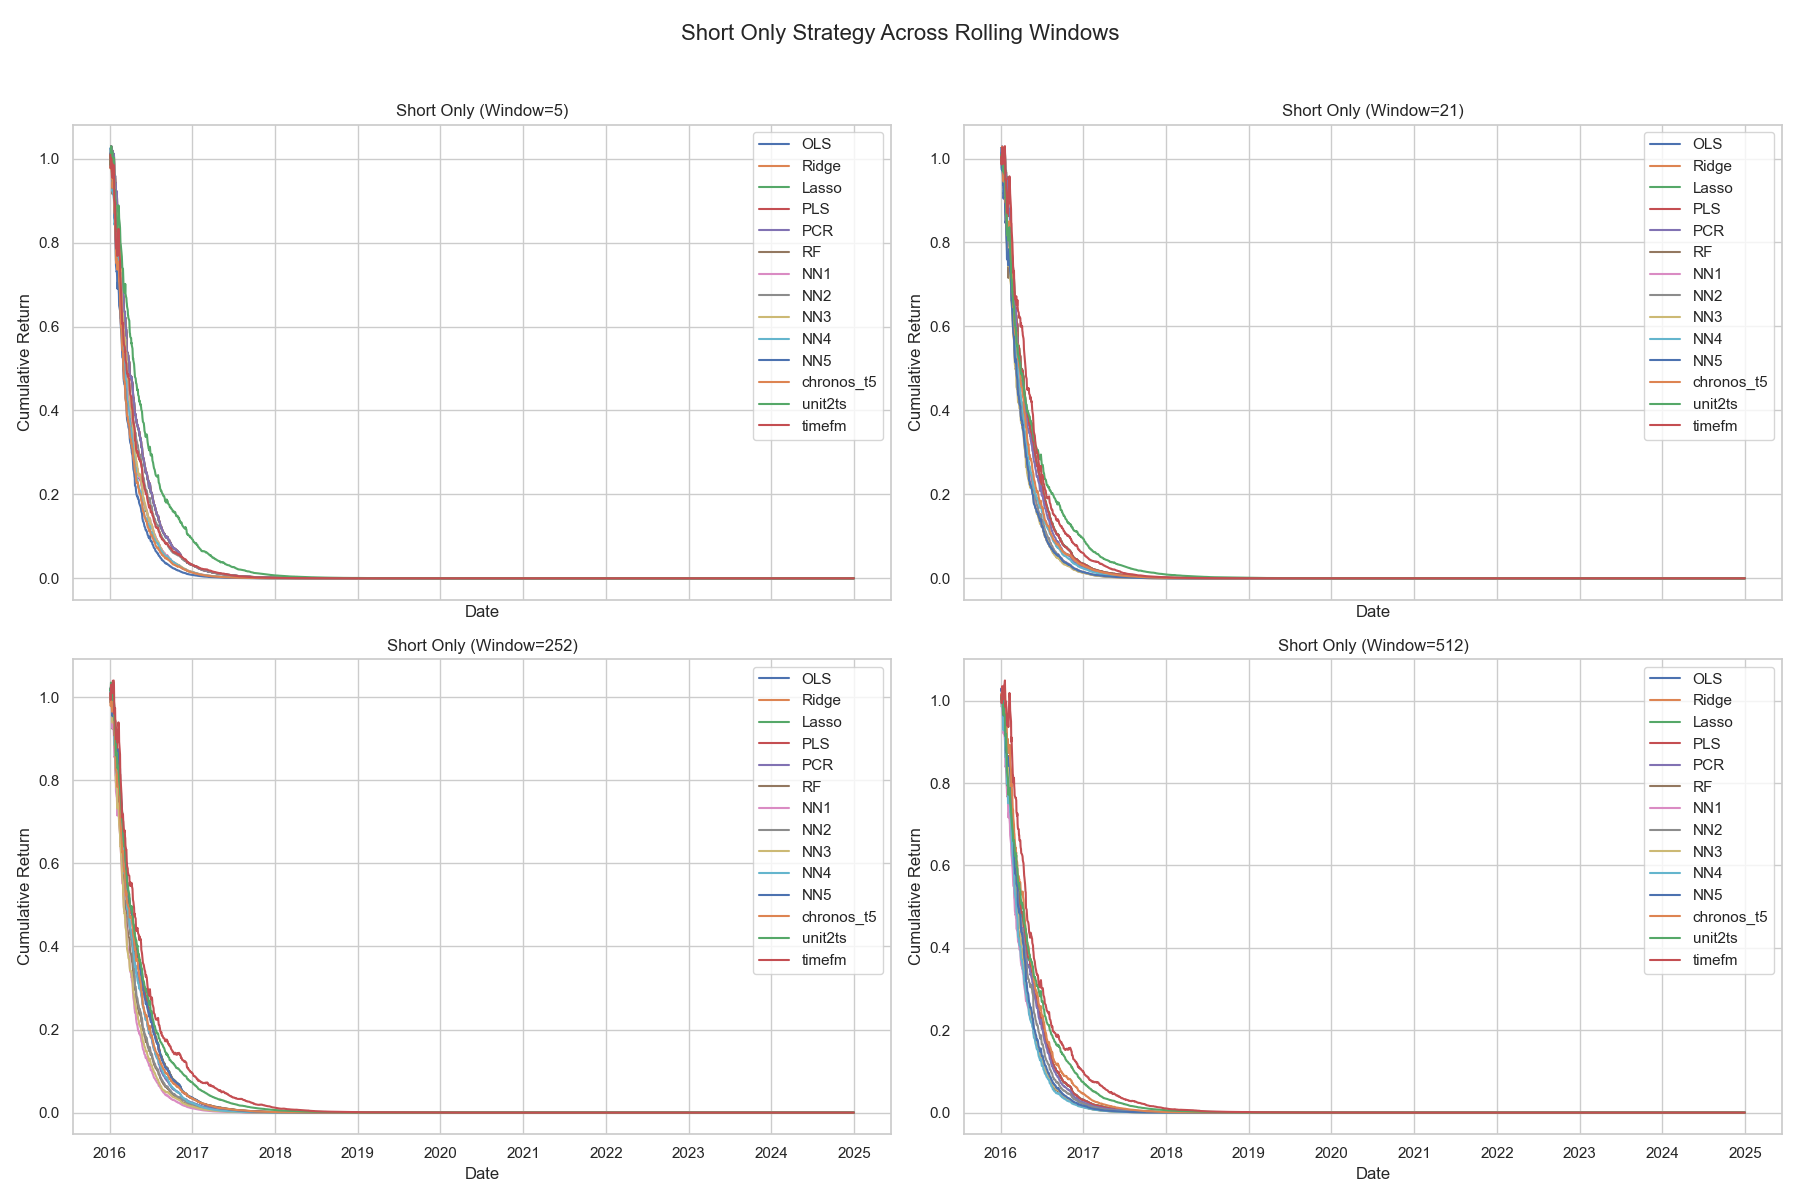 Short Only Strategy Across Rolling Windows
Short Only (Window=5)
Cumulative Return
1.0
0.8
0.6
0.4
0.2
0.0
Date
OLS
Ridge
Lasso
PLS
PCR
RF
NN1
NN2
NN3
NN4
NN5
chronos_t5
unit2ts
timefm
Short Only (Window=21)
Cumulative Return
1.0
0.8
0.6
0.4
0.2
0.0
Date
OLS
Ridge
Lasso
PLS
PCR
RF
NN1
NN2
NN3
NN4
NN5
chronos_t5
unit2ts
timefm
Short Only (Window=252)
Cumulative Return
1.0
0.8
0.6
0.4
0.2
0.0
2016 2017 2018 2019 2020 2021 2022 2023 2024 2025
Date
OLS
Ridge
Lasso
PLS
PCR
RF
NN1
NN2
NN3
NN4
NN5
chronos_t5
unit2ts
timefm
Short Only (Window=512)
Cumulative Return
1.0
0.8
0.6
0.4
0.2
0.0
2016 2017 2018 2019 2020 2021 2022 2023 2024 2025
Date
OLS
Ridge
Lasso
PLS
PCR
RF
NN1
NN2
NN3
NN4
NN5
chronos_t5
unit2ts
timefm